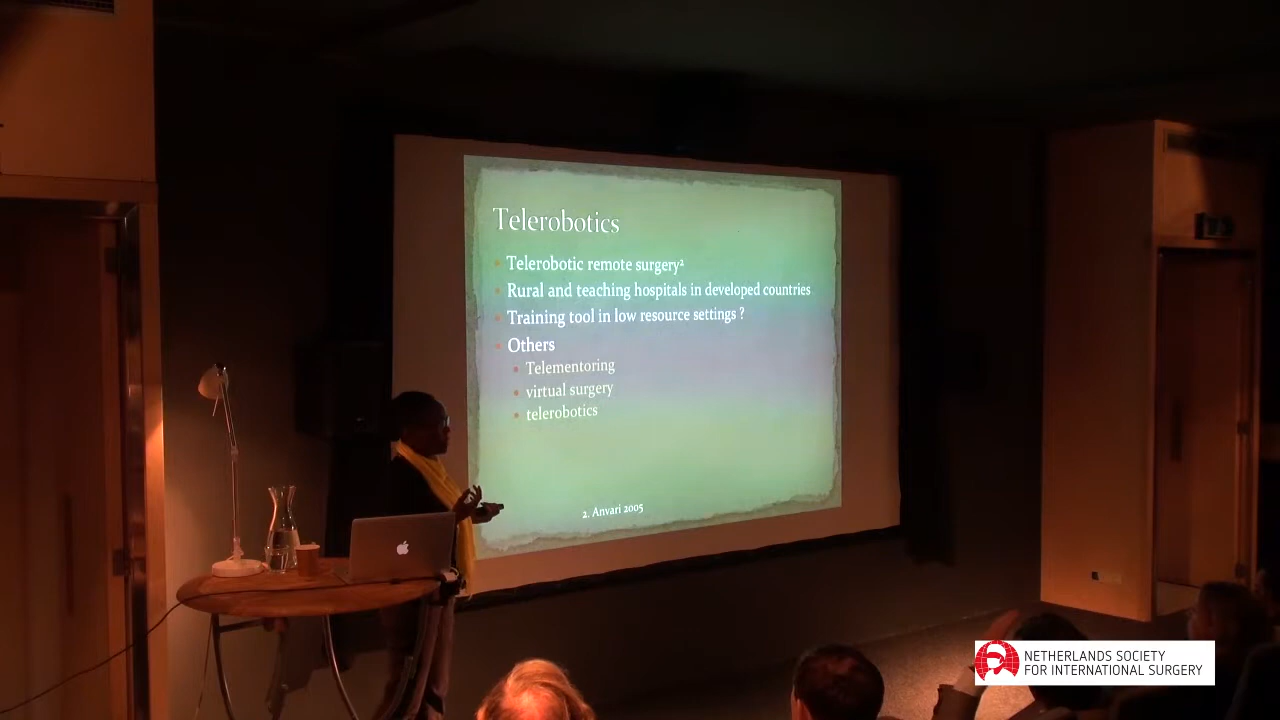 Telerobotics
Telerobotic remote surgery²
Rural and teaching hospitals in developed countries
Training tool in low resource settings ?
Others
Telementoring
virtual surgery
telerobotics
2. Anvari 2005
NETHERLANDS SOCIETY
FOR INTERNATIONAL SURGERY